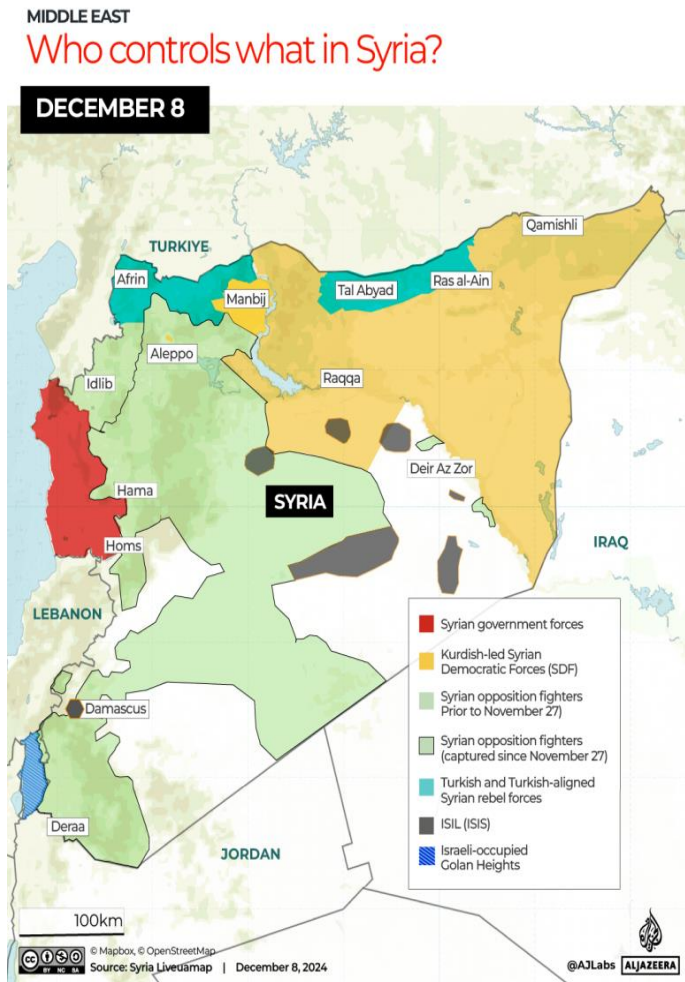 MIDDLE EAST
Who controls what in Syria?
DECEMBER 8
Qamishli
TURKIYE
Afrin
Manbij
Tal Abyad
Ras al-Ain
Aleppo
Idlib
Raqqa
Deir Az Zor
Hama
SYRIA
Homs
IRAQ
LEBANON
Damascus
Deraa
JORDAN
Syrian government forces
Kurdish-led Syrian
Democratic Forces (SDF)
Syrian opposition fighters
Prior to November 27)
Syrian opposition fighters
(captured since November 27)
Turkish and Turkish-aligned
Syrian rebel forces
ISIL (ISIS)
Israeli-occupied
Golan Heights
100km
© Mapbox, © OpenStreetMap
Source: Syria Liveuamap | December 8, 2024
cc BY NC SA
@AJLabs ALJAZEERA